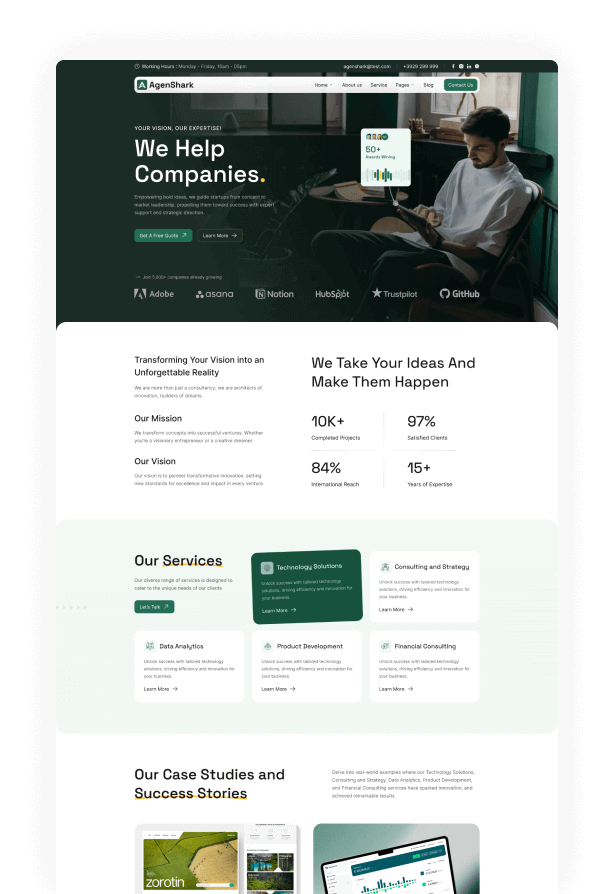 Working Hours : Monday - Friday, 10am - 05pm
agenshark@test.com
+3929 299 999
AgenShark
Home
About us
Service
Pages
Blog
Contact Us
YOUR VISION, OUR EXPERTISE!
We Help
Companies.
Empowering bold ideas, we guide startups from concept to
market leadership, propelling them toward success with expert
support and strategic direction.
Get A Free Quote
Learn More
50+
Awards Wining
Join 5,000+ companies already growing
Adobe
asana
Notion
HubSpot
Trustpilot
GitHub
Transforming Your Vision into an
Unforgettable Reality
We are more than just a consultancy; we are architects of
innovation, builders of dreams.
Our Mission
We transform concepts into successful ventures. Whether
you're a visionary entrepreneur or a creative dreamer.
Our Vision
Our vision is to pioneer transformative innovation, setting
new standards for excellence and impact in every venture.
We Take Your Ideas And
Make Them Happen
10K+
Completed Projects
97%
Satisfied Clients
84%
International Reach
15+
Years of Expertise
Our Services
Our diverse range of services is designed to
cater to the unique needs of our clients
Let's Talk
Technology Solutions
Unlock success with tailored technology
solutions, driving efficiency and innovation for
your business.
Learn More
Consulting and Strategy
Unlock success with tailored technology
solutions, driving efficiency and innovation for
your business.
Learn More
Data Analytics
Unlock success with tailored technology
solutions, driving efficiency and innovation for
your business.
Learn More
Product Development
Unlock success with tailored technology
solutions, driving efficiency and innovation for
your business.
Learn More
Financial Consulting
Unlock success with tailored technology
solutions, driving efficiency and innovation for
your business.
Learn More
Our Case Studies and
Success Stories
Delve into real-world examples where our Technology Solutions,
Consulting and Strategy, Data Analytics, Product Development,
and Financial Consulting services have sparked innovation, and
achieved remarkable results.
zorotin